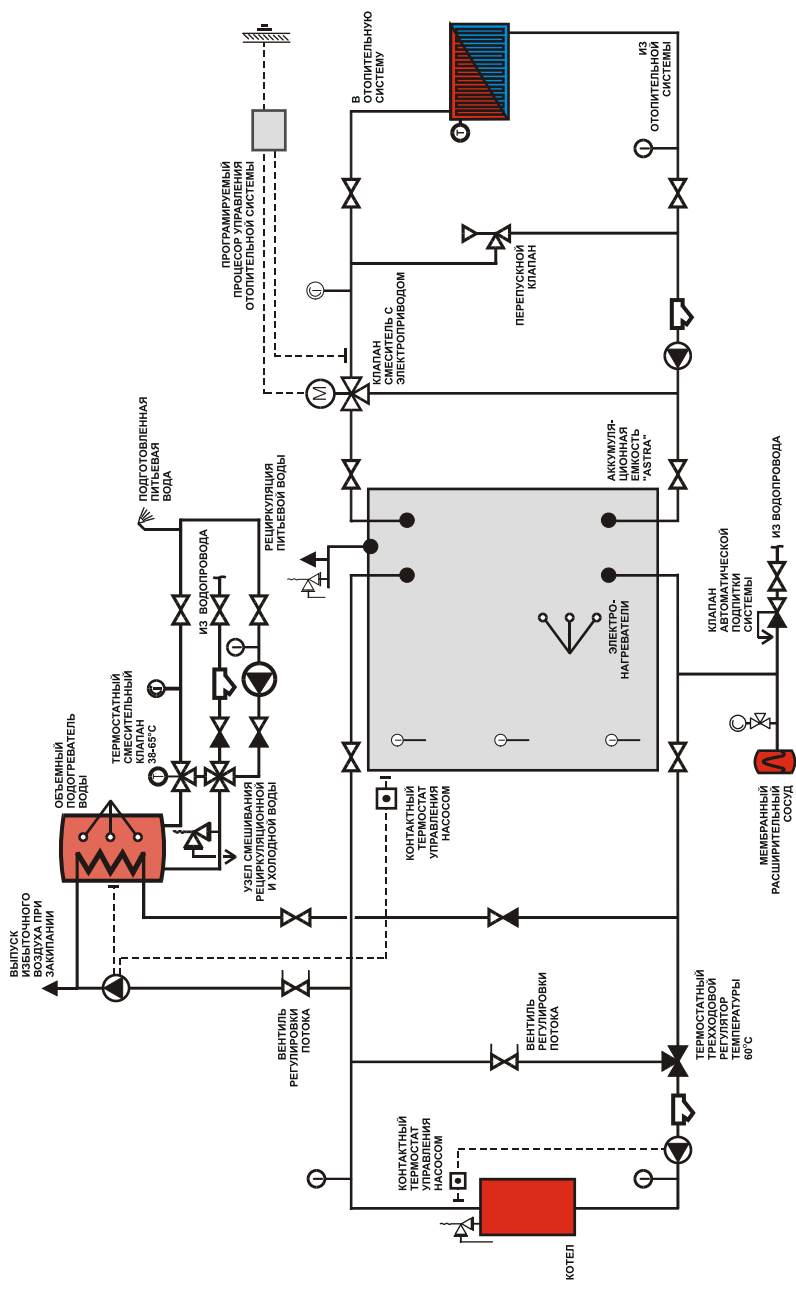 ВЫПУСК
ИЗБЫТОЧНОГО
ВОЗДУХА ПРИ
ЗАКИПАНИИ
ОБЪЕМНЫЙ
ПОДОГРЕВАТЕЛЬ
ВОДЫ
ТЕРМОСТАТНЫЙ
СМЕСИТЕЛЬНЫЙ
КЛАПАН
38-65°C
ПОДГОТОВЛЕННАЯ
ПИТЬЕВАЯ
ВОДА
ИЗ ВОДОПРОВОДА
УЗЕЛ СМЕШИВАНИЯ
РЕЦИРКУЛЯЦИОННОЙ
И ХОЛОДНОЙ ВОДЫ
РЕЦИРКУЛЯЦИЯ
ПИТЬЕВОЙ ВОДЫ
ПРОГРАМИРУЕМЫЙ
ПРОЦЕСОР УПРАВЛЕНИЯ
ОТОПИТЕЛЬНОЙ СИСТЕМЫ
M
T
В
ОТОПИТЕЛЬНУЮ
СИСТЕМУ
КЛАПАН
СМЕСИТЕЛЬ С
ЭЛЕКТРОПРИВОДОМ
ПЕРЕПУСКНОЙ
КЛАПАН
ИЗ
ОТОПИТЕЛЬНОЙ
СИСТЕМЫ
ВЕНТИЛЬ
РЕГУЛИРОВКИ
ПОТОКА
КОНТАКТНЫЙ
ТЕРМОСТАТ
УПРАВЛЕНИЯ
НАСОСОМ
КОНТАКТНЫЙ
ТЕРМОСТАТ
УПРАВЛЕНИЯ
НАСОСОМ
ВЕНТИЛЬ
РЕГУЛИРОВКИ
ПОТОКА
КОТЕЛ
ЭЛЕКТРО-
НАГРЕВАТЕЛИ
АККУМУЛЯ-
ЦИОННАЯ
ЕМКОСТЬ
"ASTRA"
ТЕРМОСТАТНЫЙ
ТРЕХХОДОВОЙ
РЕГУЛЯТОР
ТЕМПЕРАТУРЫ
60°C
КЛАПАН
АВТОМАТИЧЕСКОЙ
ПОДПИТКИ
СИСТЕМЫ
ИЗ ВОДОПРОВОДА
МЕМБРАННЫЙ
РАСШИРИТЕЛЬНЫЙ
СОСУД